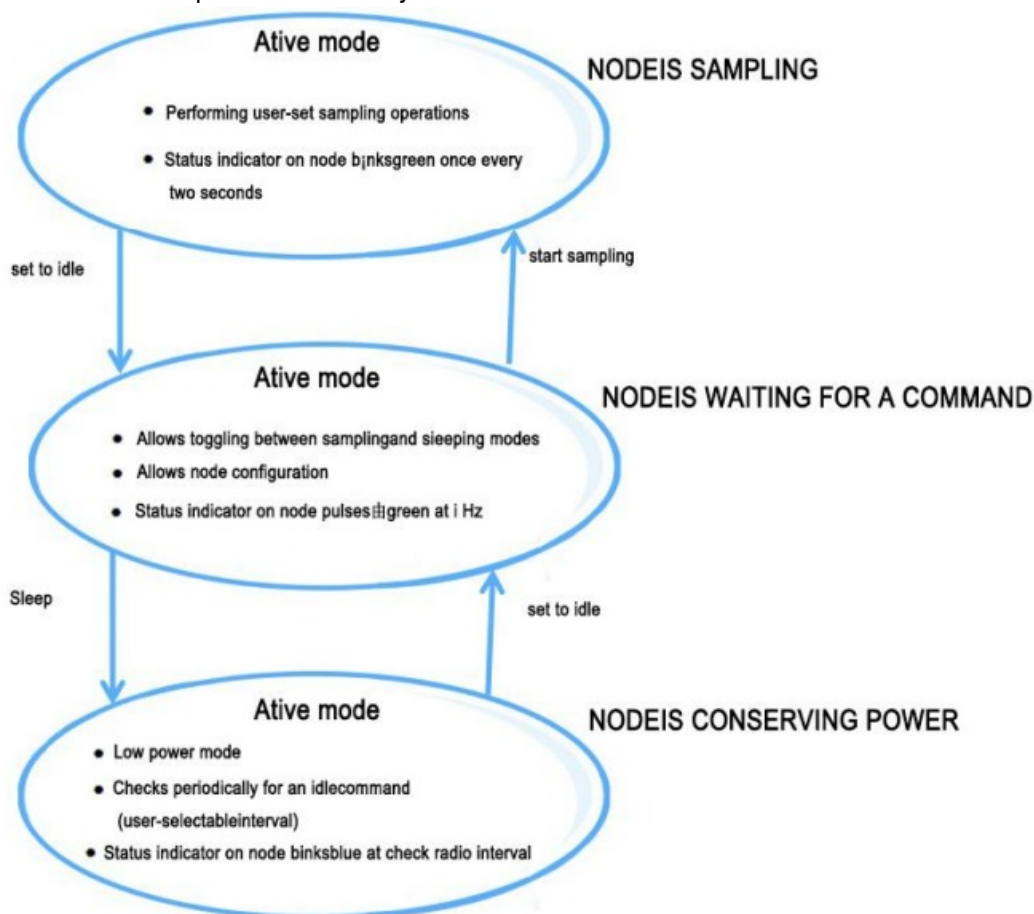 Ative mode
NODEIS SAMPLING
• Performing user-set sampling operations
• Status indicator on node b¡nksgreen once every
two seconds
set to idle
start sampling
Ative mode
NODEIS WAITING FOR A COMMAND
• Allows toggling between samplingand sieeping modes
• Allows node configuration
• Status indicator on node pulses由green at i Hz
Sleep
set to idle
Ative mode
NODEIS CONSERVING POWER
• Low power mode
• Checks periodically for an idlecommand
(user-selectableinterval)
• Status indicator on node binksblue at check radio interval